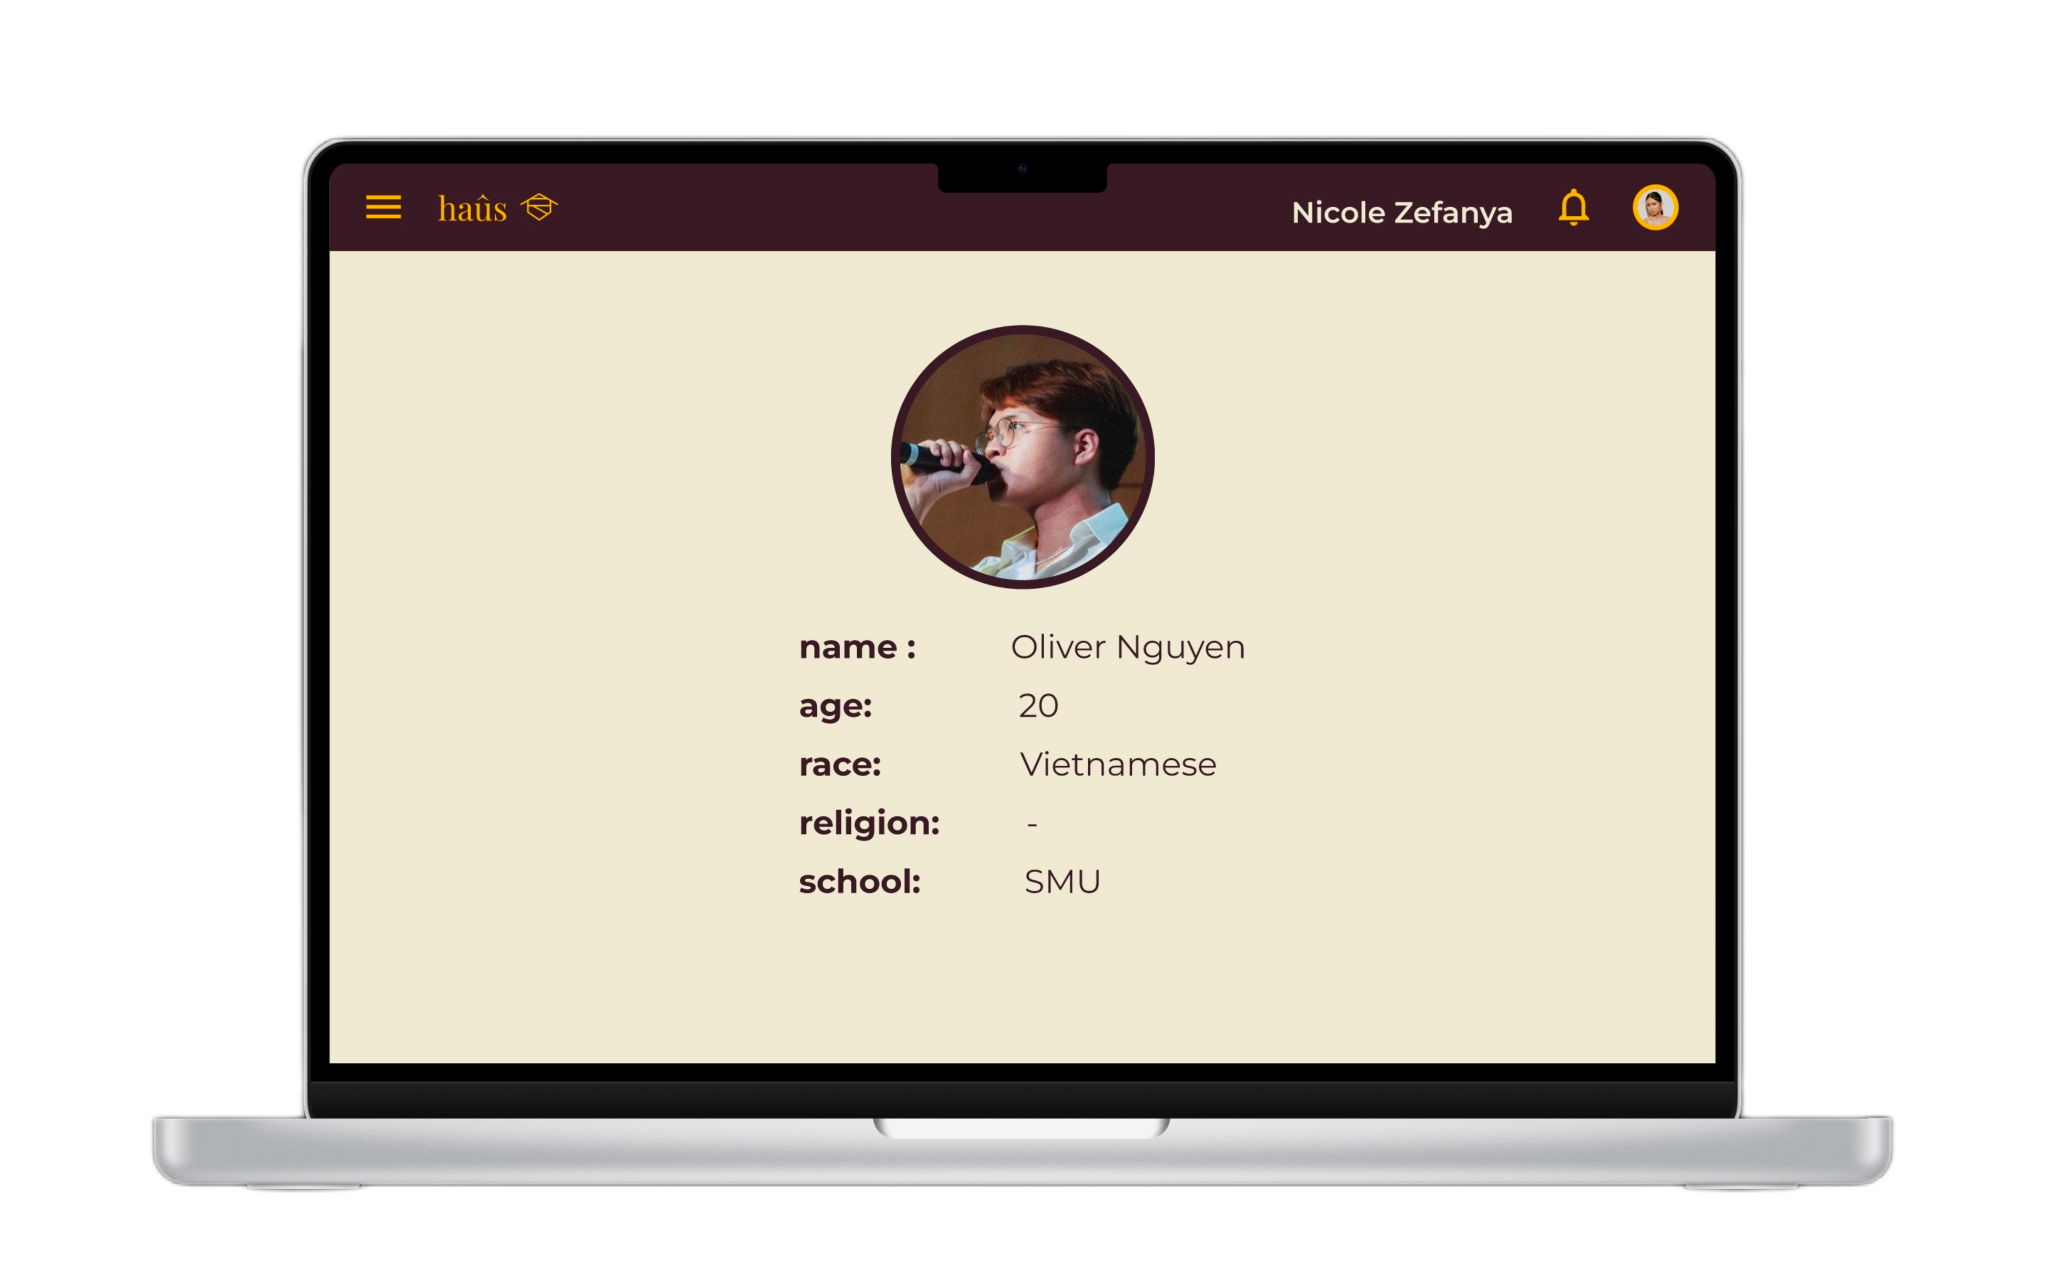 haûs
Nicole Zefanya
name : Oliver Nguyen
age: 20
race: Vietnamese
religion: -
school: SMU